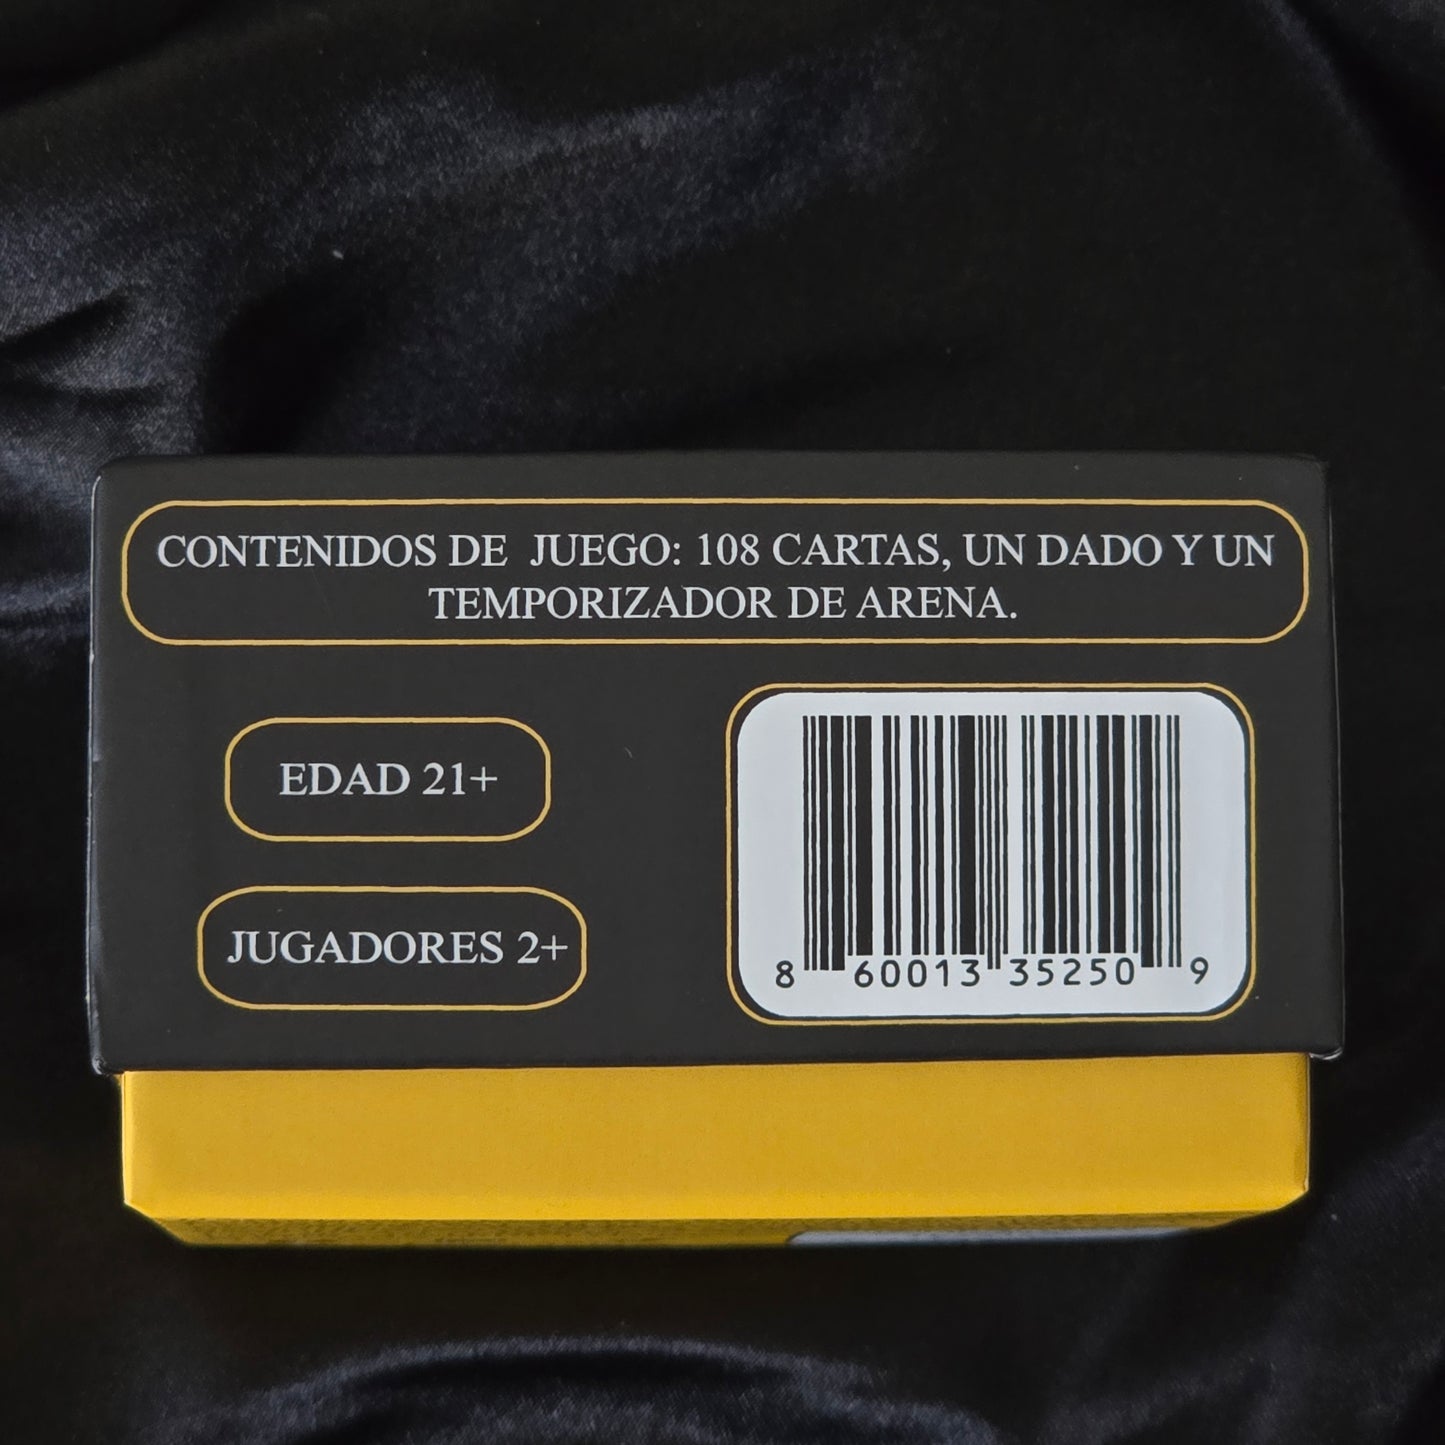 CONTENIDOS DE JUEGO: 108 CARTAS, UN DADO Y UN
TEMPORIZADOR DE ARENA.
EDAD 21+
JUGADORES 2+
8 60013 35250 9